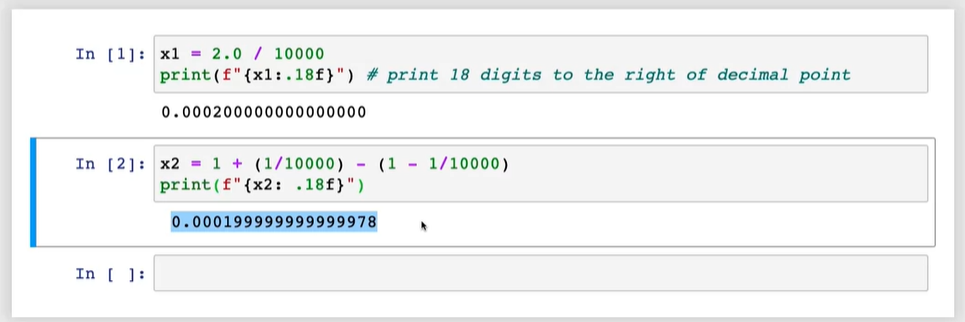 In [1]: x1 = 2.0 / 10000
print(f"{x1:.18f}") # print 18 digits to the right of decimal point
0.000200000000000000
In [2]: x2 = 1 + (1/10000) - (1 - 1/10000)
print(f"{x2: .18f}")
0.000199999999999978
In [ ]: